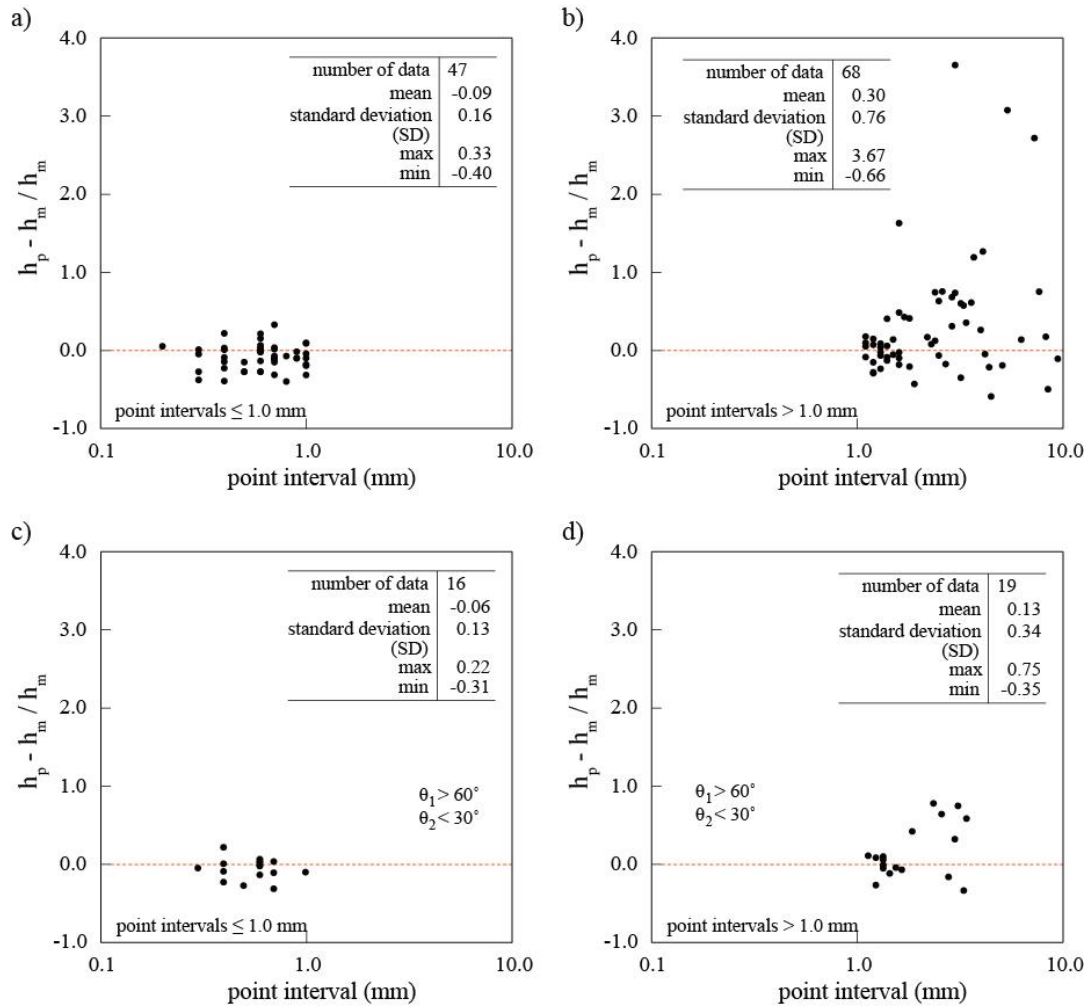 a)
4.0
3.0
2.0
1.0
0.0
-1.0
h_p - h_m / h_m
number of data 47
mean -0.09
standard deviation 0.16
(SD)
max 0.33
min -0.40
point intervals ≤ 1.0 mm
0.1 1.0 10.0
point interval (mm)
b)
4.0
3.0
2.0
1.0
0.0
-1.0
h_p - h_m / h_m
number of data 68
mean 0.30
standard deviation 0.76
(SD)
max 3.67
min -0.66
point intervals > 1.0 mm
0.1 1.0 10.0
point interval (mm)
c)
4.0
3.0
2.0
1.0
0.0
-1.0
h_p - h_m / h_m
number of data 16
mean -0.06
standard deviation 0.13
(SD)
max 0.22
min -0.31
θ_1 > 60°
θ_2 < 30°
point intervals ≤ 1.0 mm
0.1 1.0 10.0
point interval (mm)
d)
4.0
3.0
2.0
1.0
0.0
-1.0
h_p - h_m / h_m
number of data 19
mean 0.13
standard deviation 0.34
(SD)
max 0.75
min -0.35
θ_1 > 60°
θ_2 < 30°
point intervals > 1.0 mm
0.1 1.0 10.0
point interval (mm)